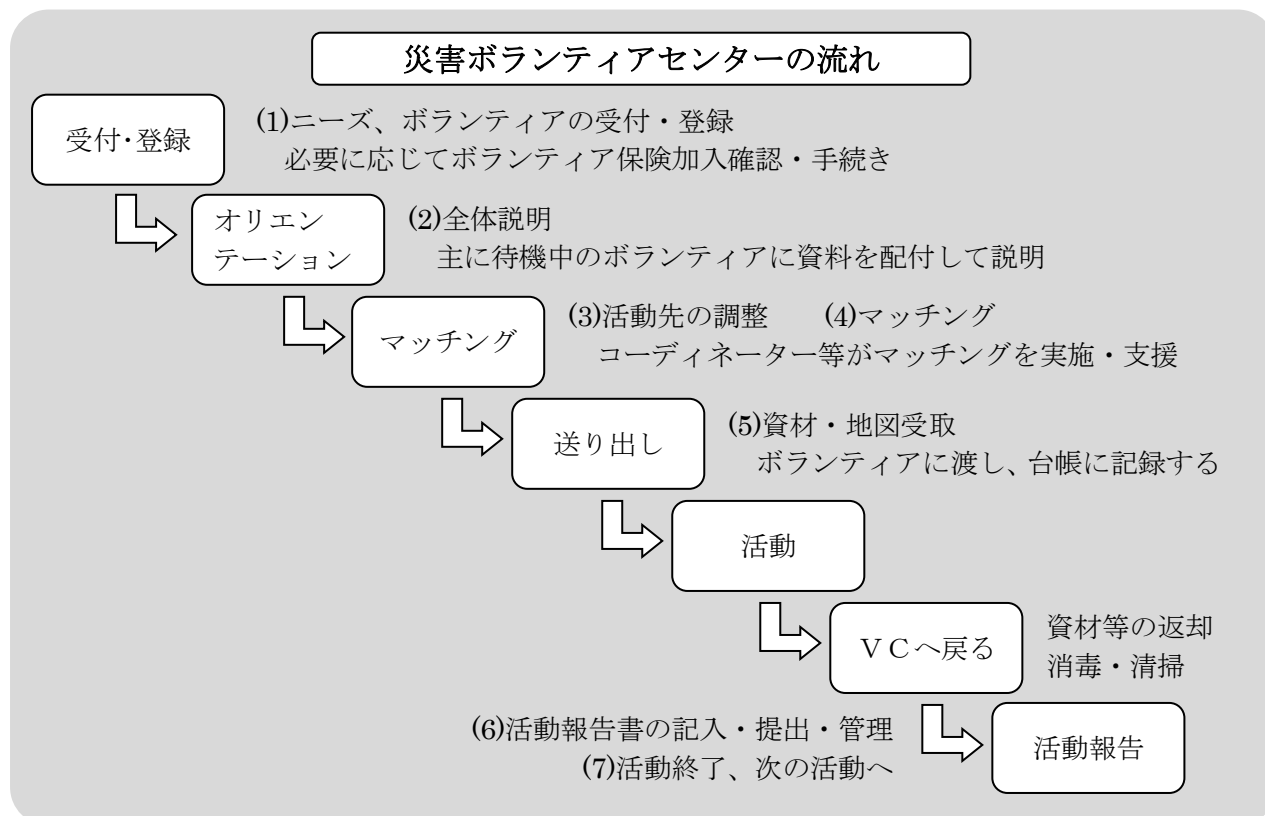 災害ボランティアセンターの流れ
受付・登録
(1)ニーズ、ボランティアの受付・登録
必要に応じてボランティア保険加入確認・手続き
オリエン
テーション
(2)全体説明
主に待機中のボランティアに資料を配付して説明
マッチング
(3)活動先の調整　　(4)マッチング
コーディネーター等がマッチングを実施・支援
送り出し
(5)資材・地図受取
ボランティアに渡し、台帳に記録する
活動
ＶＣへ戻る
資材等の返却
消毒・清掃
(6)活動報告書の記入・提出・管理
(7)活動終了、次の活動へ
活動報告